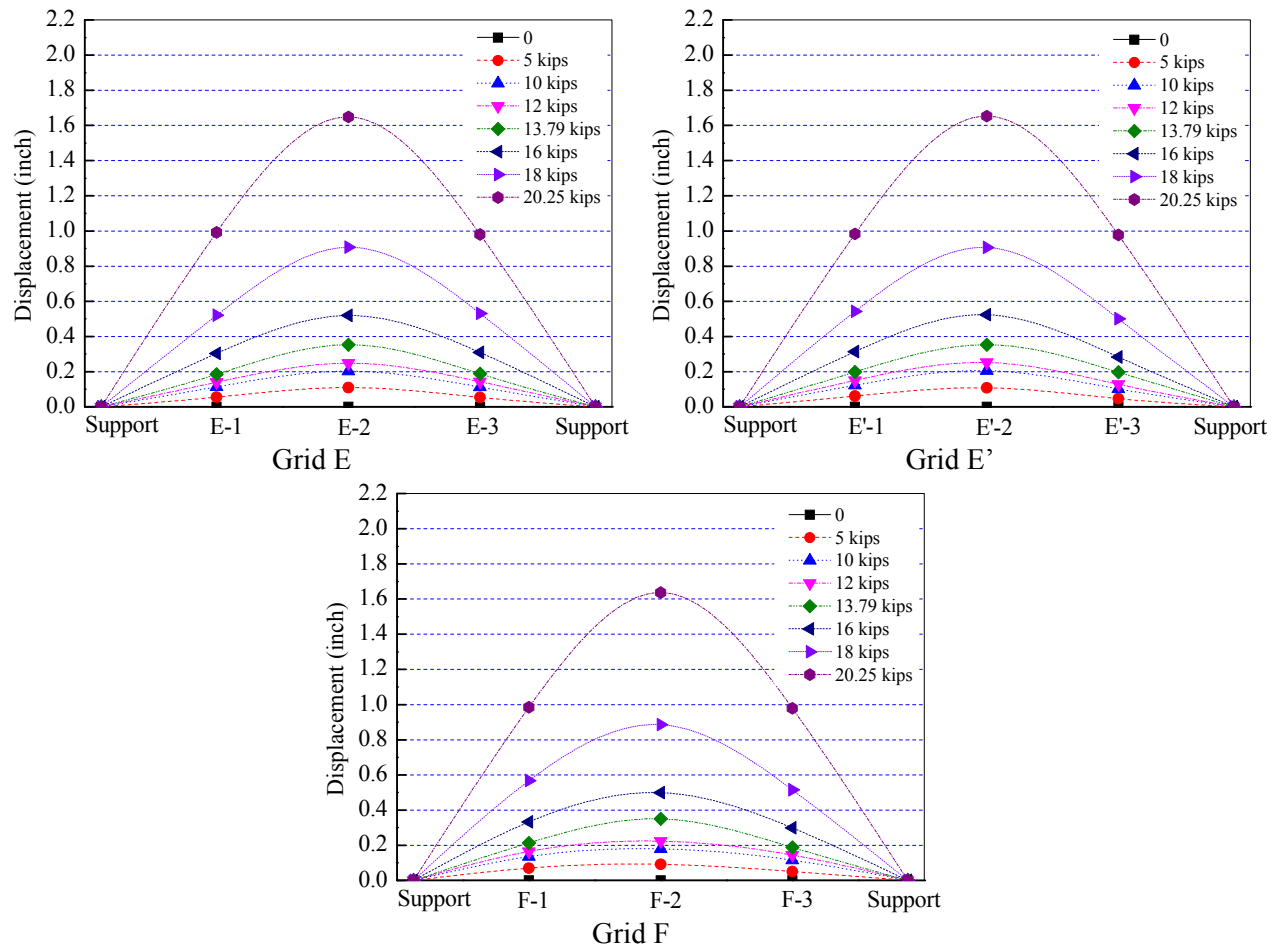 2.2
2.0
1.8
1.6
1.4
1.2
1.0
0.8
0.6
0.4
0.2
0.0
Displacement (inch)
0
5 kips
10 kips
12 kips
13.79 kips
16 kips
18 kips
20.25 kips
Support E-1 E-2 E-3 Support
Grid E
2.2
2.0
1.8
1.6
1.4
1.2
1.0
0.8
0.6
0.4
0.2
0.0
Displacement (inch)
0
5 kips
10 kips
12 kips
13.79 kips
16 kips
18 kips
20.25 kips
Support E'-1 E'-2 E'-3 Support
Grid E’
2.2
2.0
1.8
1.6
1.4
1.2
1.0
0.8
0.6
0.4
0.2
0.0
Displacement (inch)
0
5 kips
10 kips
12 kips
13.79 kips
16 kips
18 kips
20.25 kips
Support F-1 F-2 F-3 Support
Grid F